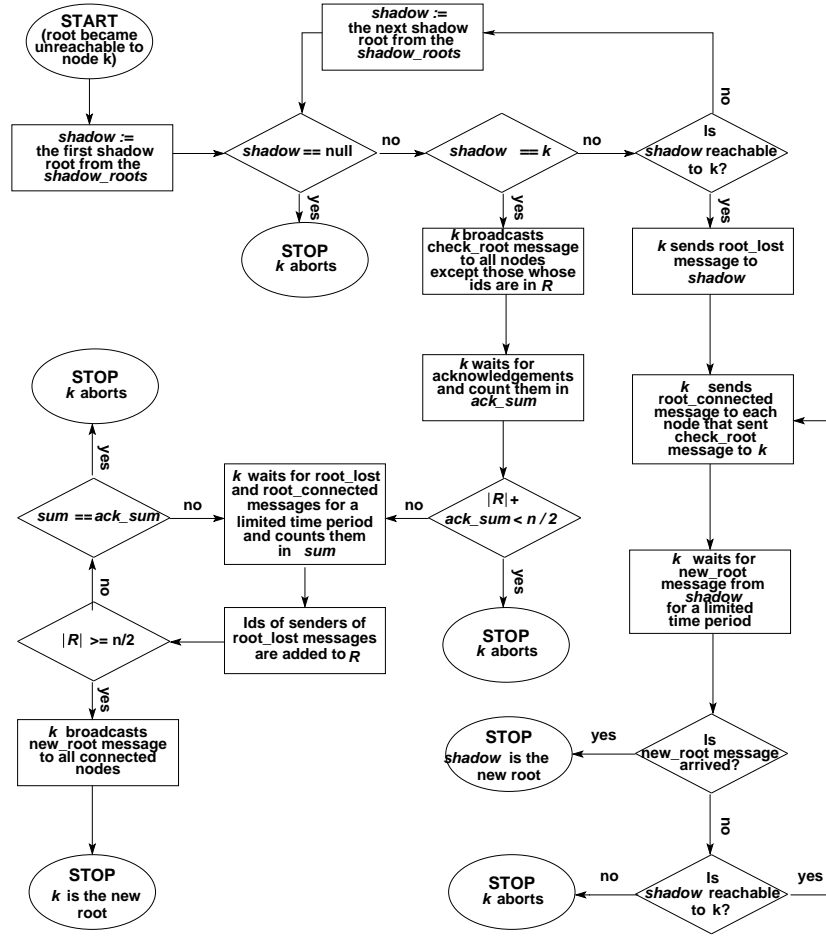 START
(root became
unreachable to
node k)
shadow :=
the next shadow
root from the
shadow_roots
shadow :=
the first shadow
root from the
shadow_roots
shadow == null
no
shadow == k
no
Is
shadow reachable
to k?
no
yes
yes
yes
STOP
k aborts
k broadcasts
check_root message
to all nodes
except those whose
ids are in R
k sends root_lost
message to
shadow
STOP
k aborts
k waits for
acknowledgements
and count them in
ack_sum
k sends
root_connected
message to each
node that sent
check_root
message to k
yes
sum == ack_sum
no
k waits for root_lost
and root_connected
messages for a
limited time period
and counts them
in sum
no
|R| +
ack_sum < n / 2
yes
no
k waits for
new_root
message from
shadow
for a limited
time period
|R| >= n/2
Ids of senders of
root_lost messages
are added to R
STOP
k aborts
yes
k broadcasts
new_root message
to all connected
nodes
STOP
shadow is the
new root
yes
Is
new_root message
arrived?
no
STOP
k is the new
root
STOP
k aborts
no
Is
shadow reachable
to k?
yes